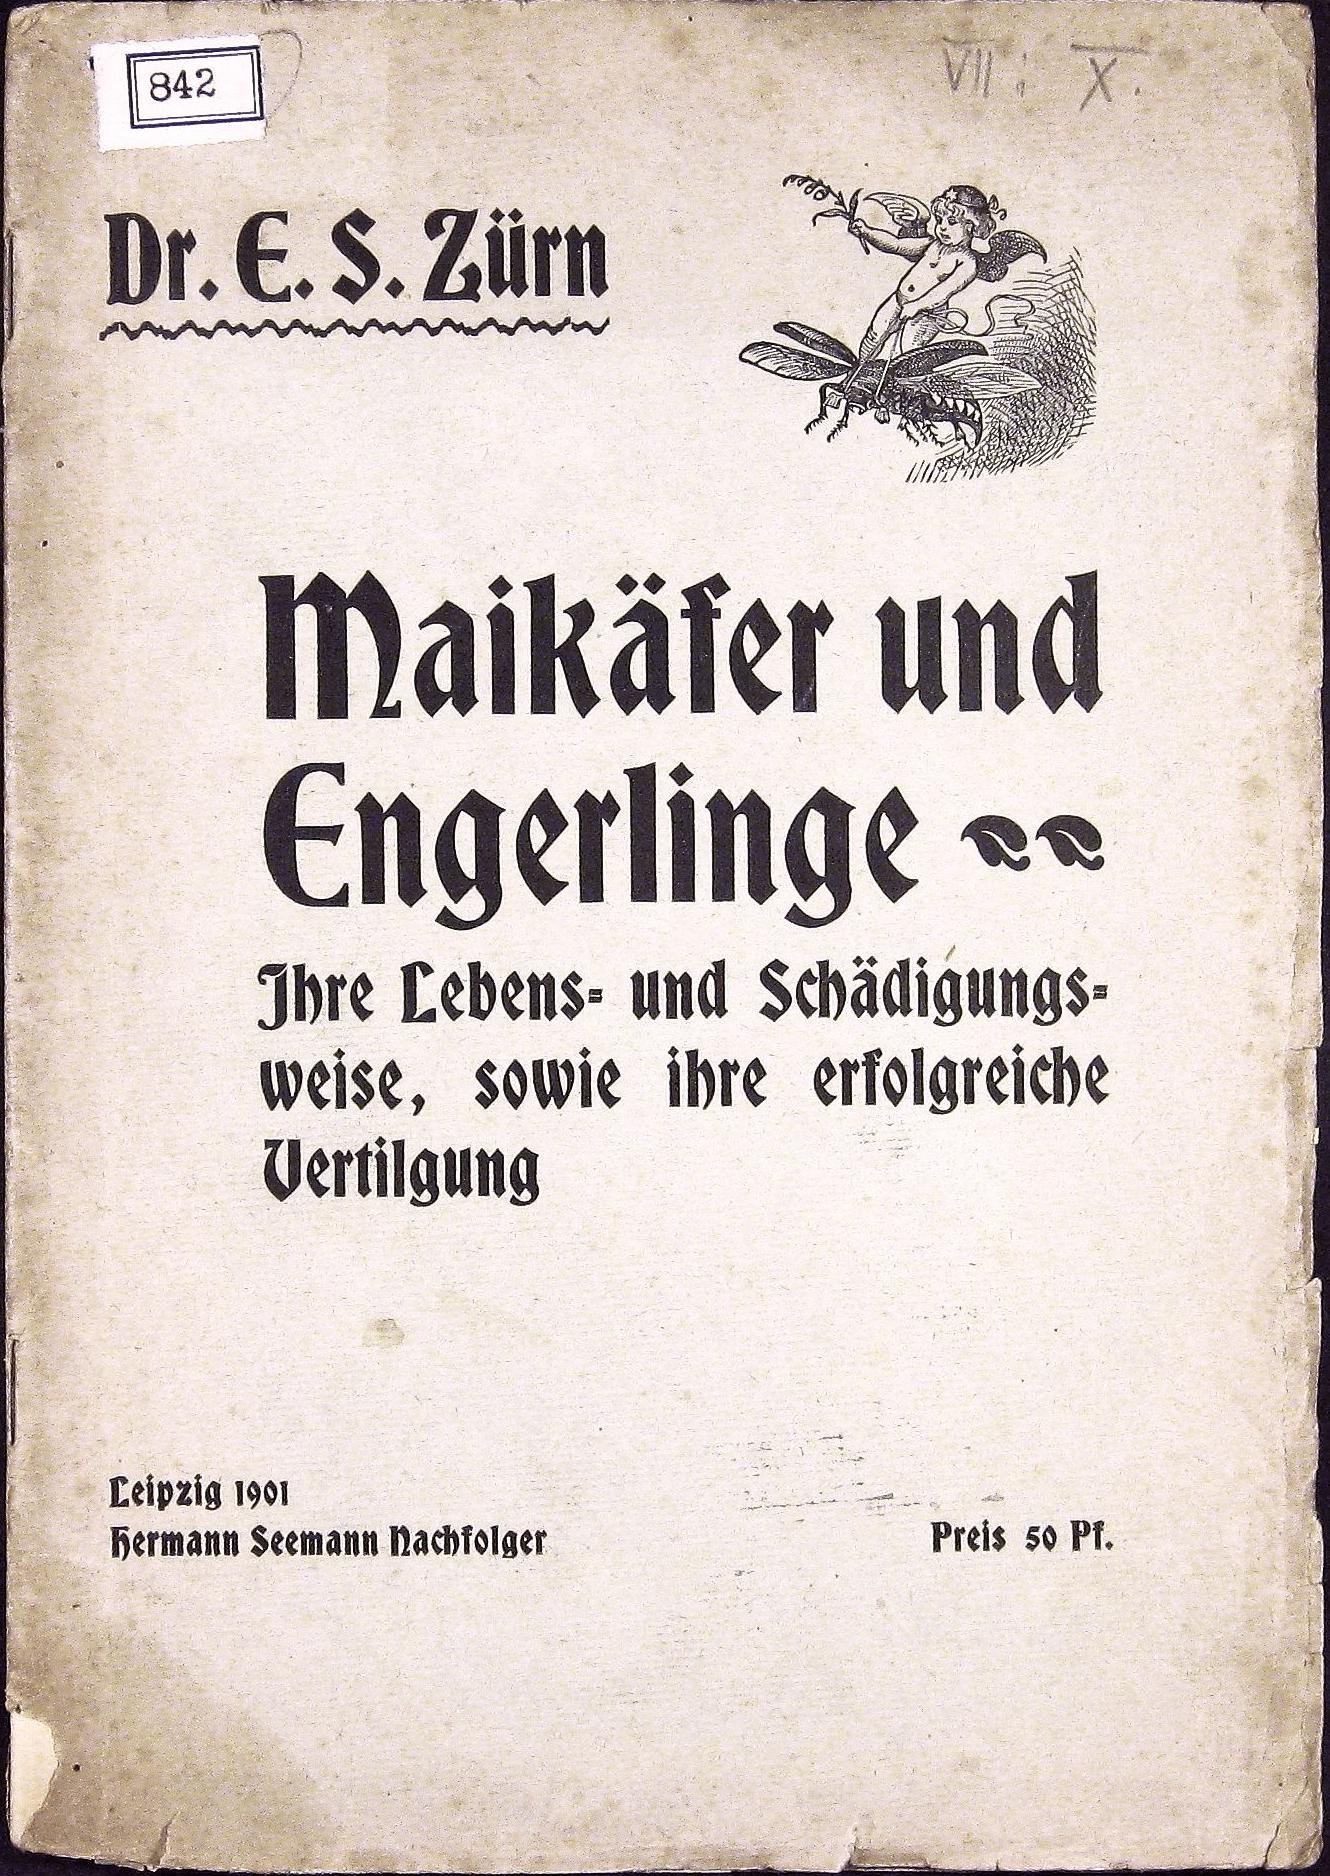 842
VII : X.
Dr. E. S. Zürn
Maikäfer und
Engerlinge
Ihre Lebens- und Schädigungs-
weise, sowie ihre erfolgreiche
Vertilgung
Leipzig 1901
Hermann Seemann Nachfolger
Preis 50 Pf.